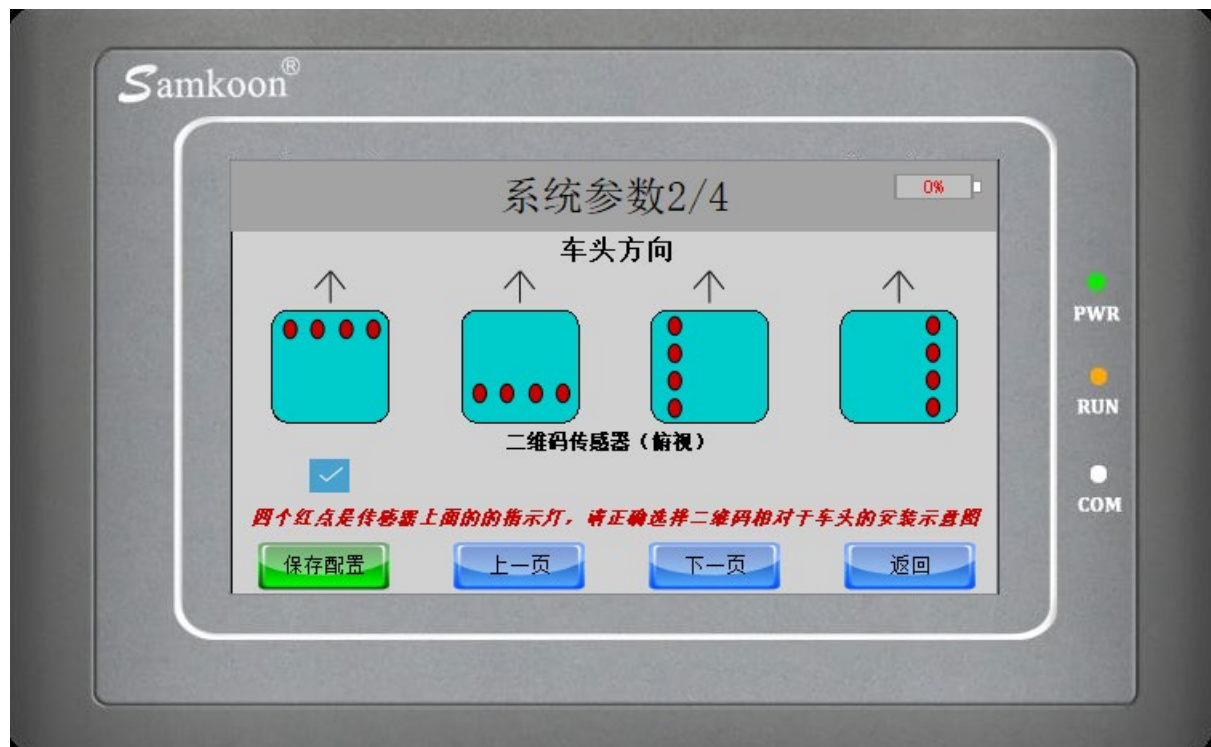 Samkoon®
系统参数2/4
0%
车头方向
PWR
RUN
二维码传感器（俯视）
COM
四个红点是传感器上面的的指示灯，请正确选择二维码相对于车头的安装示意图
保存配置
上一页
下一页
返回